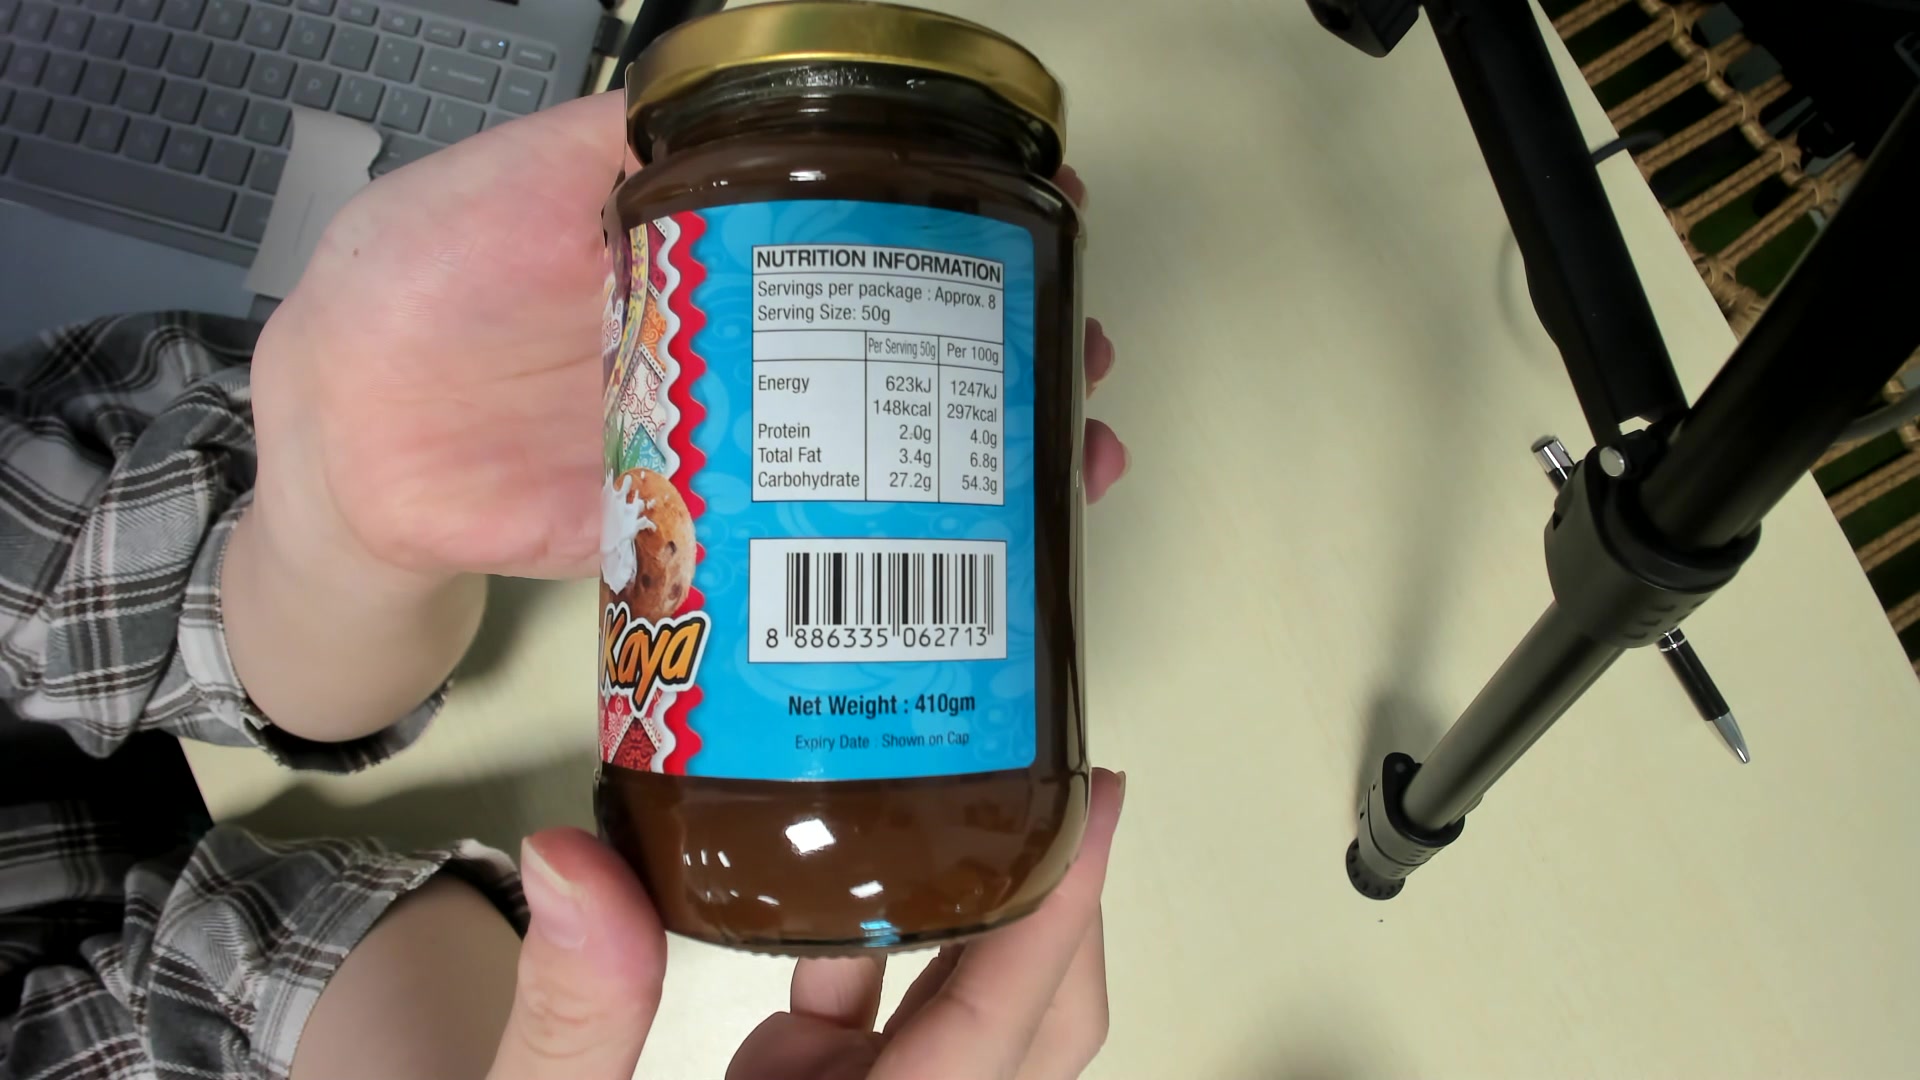 NUTRITION INFORMATION
Servings per package : Approx. 8
Serving Size: 50g
Per Serving 50g Per 100g
Energy 623kJ 1247kJ
148kcal 297kcal
Protein 2.0g 4.0g
Total Fat 3.4g 6.8g
Carbohydrate 27.2g 54.3g
8 886335 062713
Kaya
Net Weight : 410gm
Expiry Date : Shown on Cap